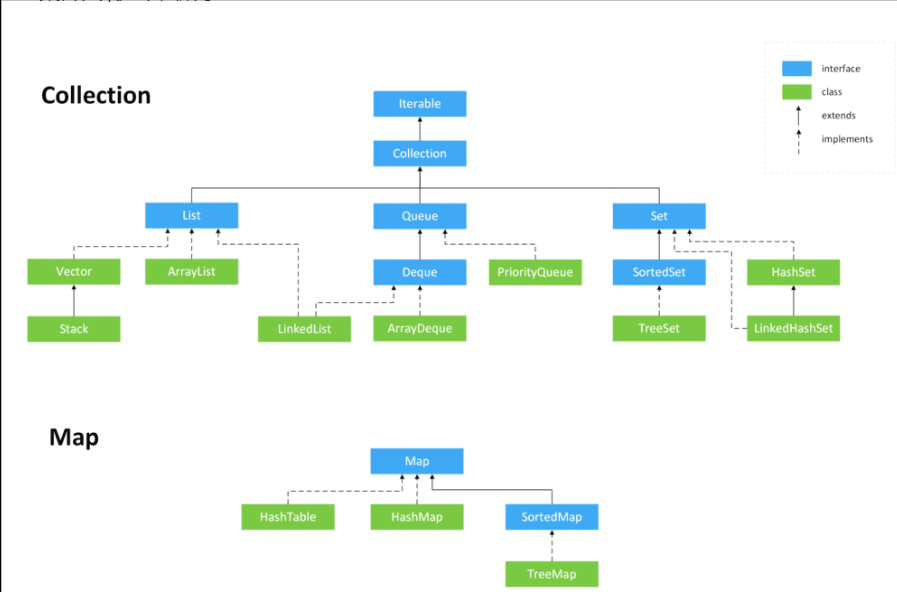 Collection
interface
class
extends
implements
Iterable
Collection
List
Queue
Set
Vector
ArrayList
Deque
PriorityQueue
SortedSet
HashSet
Stack
LinkedList
ArrayDeque
TreeSet
LinkedHashSet
Map
Map
HashTable
HashMap
SortedMap
TreeMap